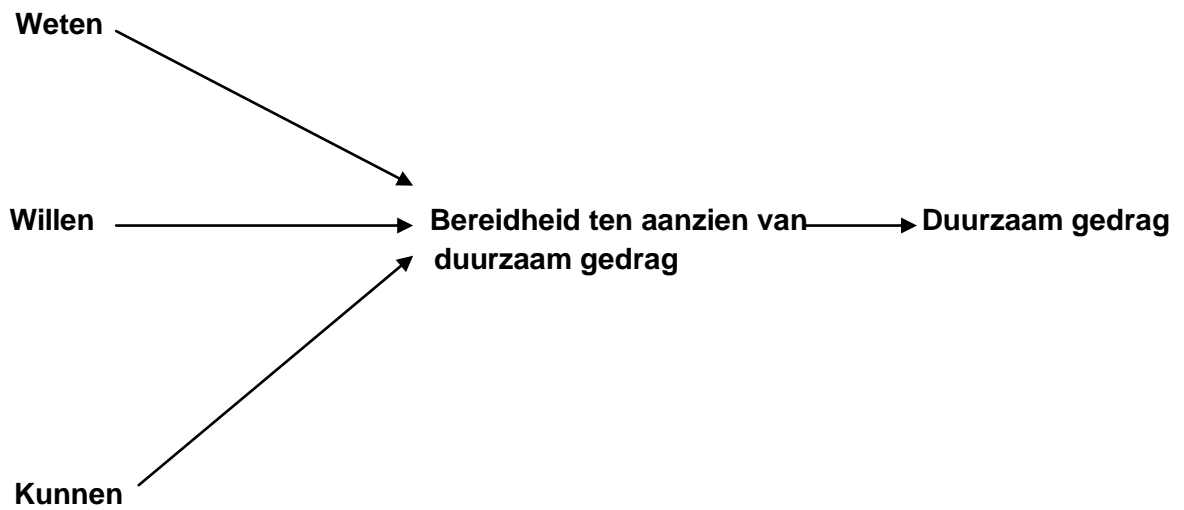 Weten
Willen
Bereidheid ten aanzien van
duurzaam gedrag
Duurzaam gedrag
Kunnen